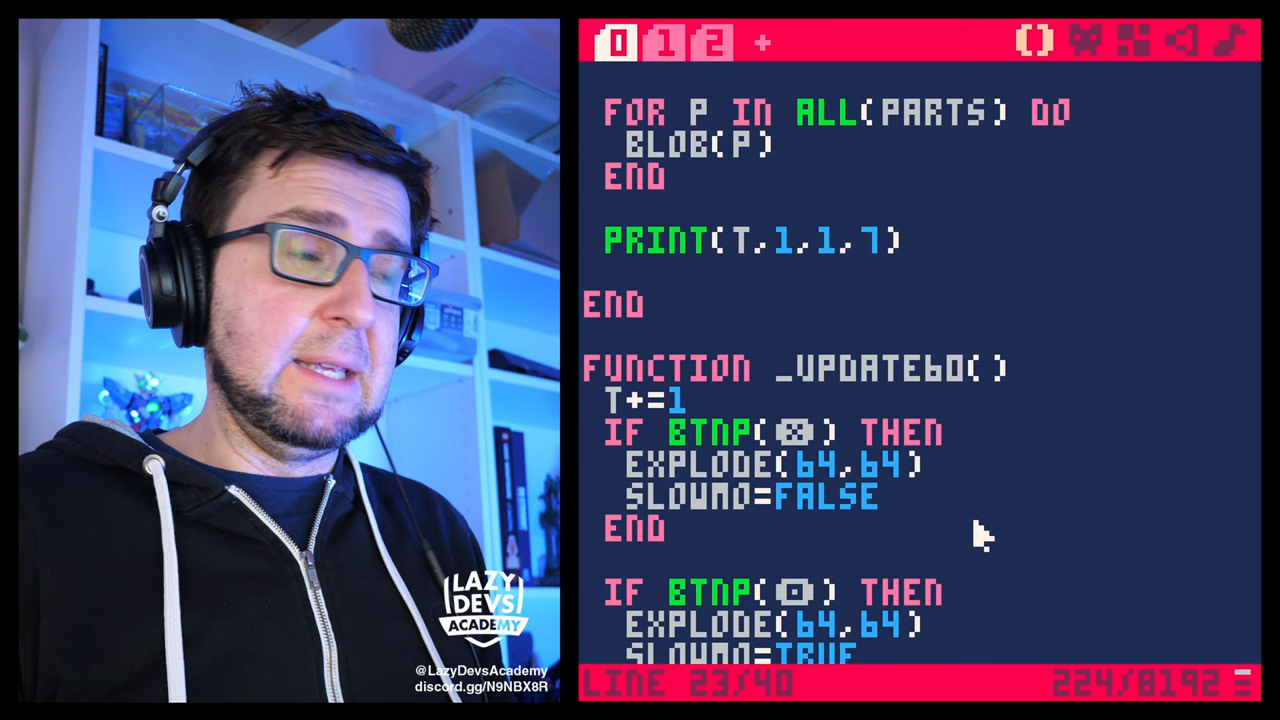 LAZY
DEVS
ACADEMY
@LazyDevsAcademy
discord.gg/N9NBX8R
0 1 2 +
FOR P IN ALL(PARTS) DO
BLOB(P)
END
PRINT(T,1,1,7)
END
FUNCTION _UPDATE60()
T+=1
IF BTNP(❎) THEN
EXPLODE(64,64)
SLOWMO=FALSE
END
IF BTNP(🅾️) THEN
EXPLODE(64,64)
SLOWMO=TRUE
LINE 23/40
224/8192